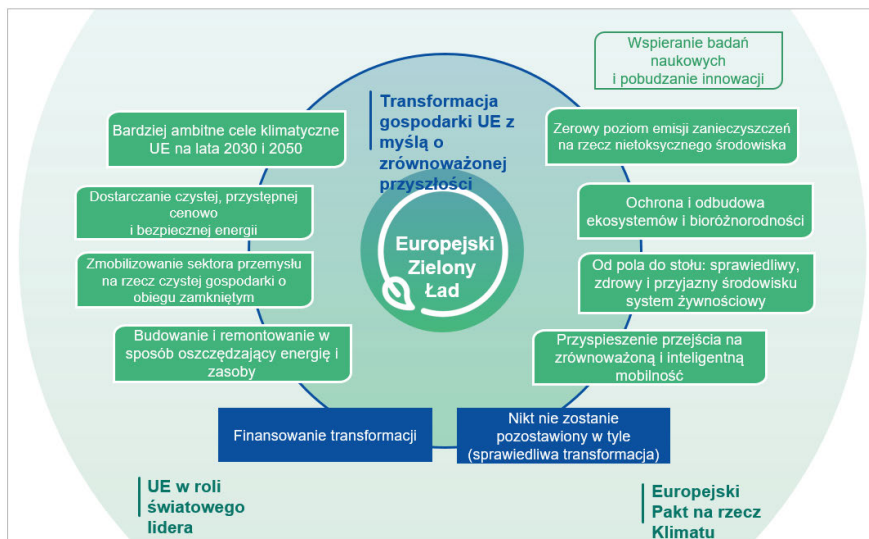 Wspieranie badań
naukowych
i pobudzanie innowacji
Transformacja
gospodarki UE z
myślą o
zrównoważonej
przyszłości
Bardziej ambitne cele klimatyczne
UE na lata 2030 i 2050
Zerowy poziom emisji zanieczyszczeń
na rzecz nietoksycznego środowiska
Dostarczanie czystej, przystępnej
cenowo
i bezpiecznej energii
Ochrona i odbudowa
ekosystemów i bioróżnorodności
Europejski
Zielony
Ład
Zmobilizowanie sektora przemysłu
na rzecz czystej gospodarki o
obiegu zamkniętym
Od pola do stołu: sprawiedliwy,
zdrowy i przyjazny środowisku
system żywnościowy
Budowanie i remontowanie w
sposób oszczędzający energię i
zasoby
Przyspieszenie przejścia na
zrównoważoną i inteligentną
mobilność
Finansowanie transformacji
Nikt nie zostanie
pozostawiony w tyle
(sprawiedliwa transformacja)
UE w roli
światowego
lidera
Europejski
Pakt na rzecz
Klimatu